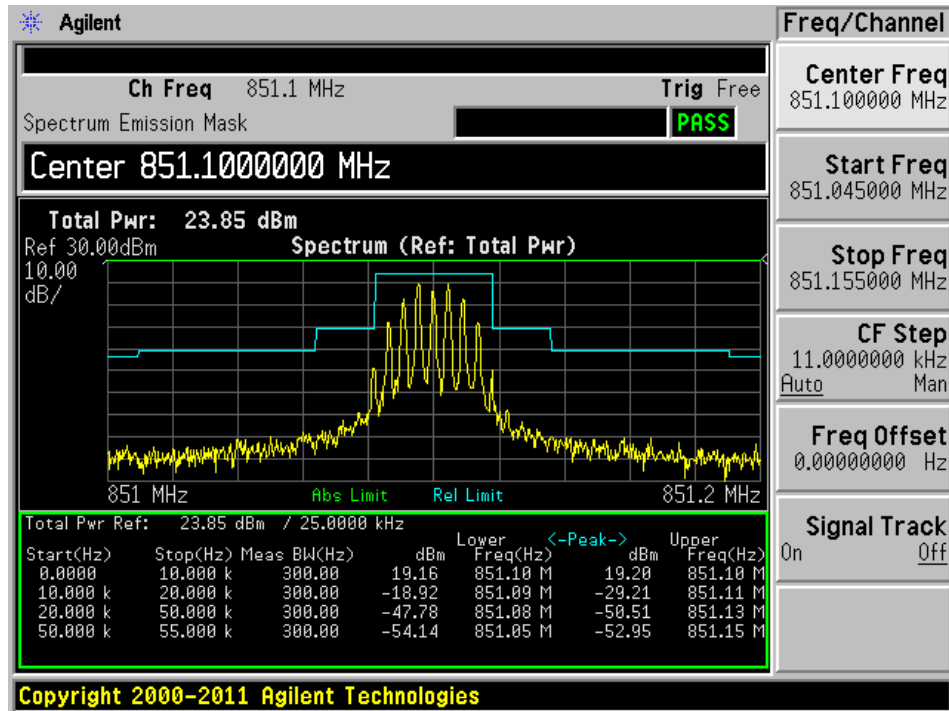 Agilent
Freq/Channel
Ch Freq 851.1 MHz Trig Free
Spectrum Emission Mask PASS
Center 851.1000000 MHz
Total Pwr: 23.85 dBm
Ref 30.00dBm Spectrum (Ref: Total Pwr)
10.00
dB/
851 MHz Abs Limit Rel Limit 851.2 MHz
Total Pwr Ref: 23.85 dBm / 25.0000 kHz
Lower <-Peak-> Upper
Start(Hz) Stop(Hz) Meas BW(Hz) dBm Freq(Hz) dBm Freq(Hz)
0.0000 10.000 k 300.00 19.16 851.10 M 19.20 851.10 M
10.000 k 20.000 k 300.00 -18.92 851.09 M -29.21 851.11 M
20.000 k 50.000 k 300.00 -47.78 851.08 M -50.51 851.13 M
50.000 k 55.000 k 300.00 -54.14 851.05 M -52.95 851.15 M
Center Freq
851.100000 MHz
Start Freq
851.045000 MHz
Stop Freq
851.155000 MHz
CF Step
11.0000000 kHz
Auto Man
Freq Offset
0.00000000 Hz
Signal Track
On Off
Copyright 2000-2011 Agilent Technologies